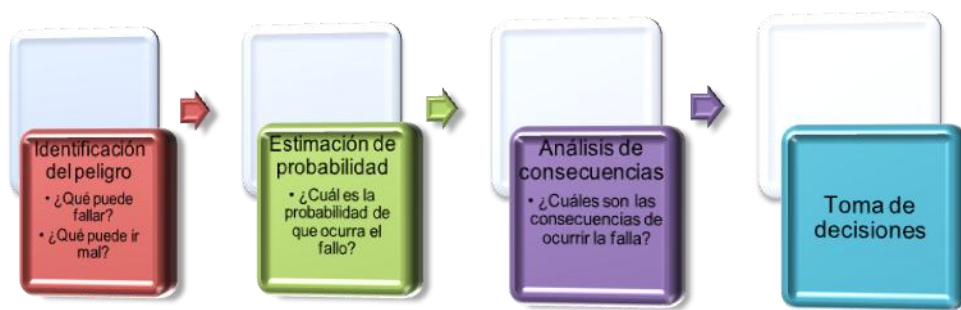 Identificación
del peligro
• ¿Qué puede
fallar?
• ¿Qué puede ir
mal?
Estimación de
probabilidad
• ¿Cuál es la
probabilidad de
que ocurra el
fallo?
Análisis de
consecuencias
• ¿Cuáles son las
consecuencias de
ocurrir la falla?
Toma de
decisiones